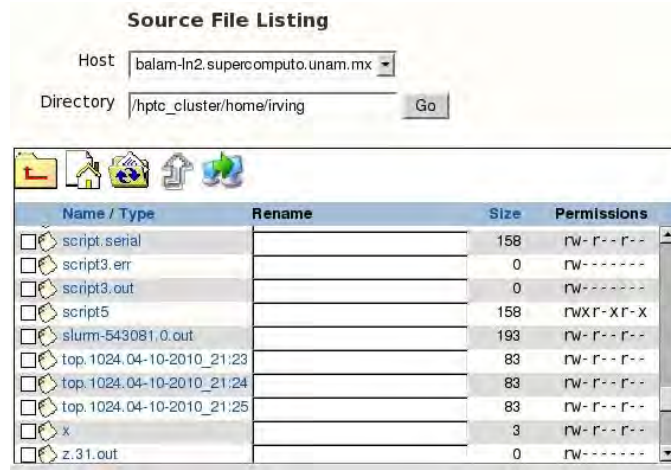 Source File Listing
Host balam-ln2.supercomputo.unam.mx
Directory /hptc_cluster/home/irving Go
Name / Type Rename Size Permissions
script.serial 158 rw-r--r--
script3.err 0 rw-------
script3.out 0 rw-------
script5 158 rwxr-xr-x
slurm-543081.0.out 193 rw-r--r--
top.1024.04-10-2010_21:23 83 rw-r--r--
top.1024.04-10-2010_21:24 83 rw-r--r--
top.1024.04-10-2010_21:25 83 rw-r--r--
x 3 rw-r--r--
z.31.out 0 rw-------